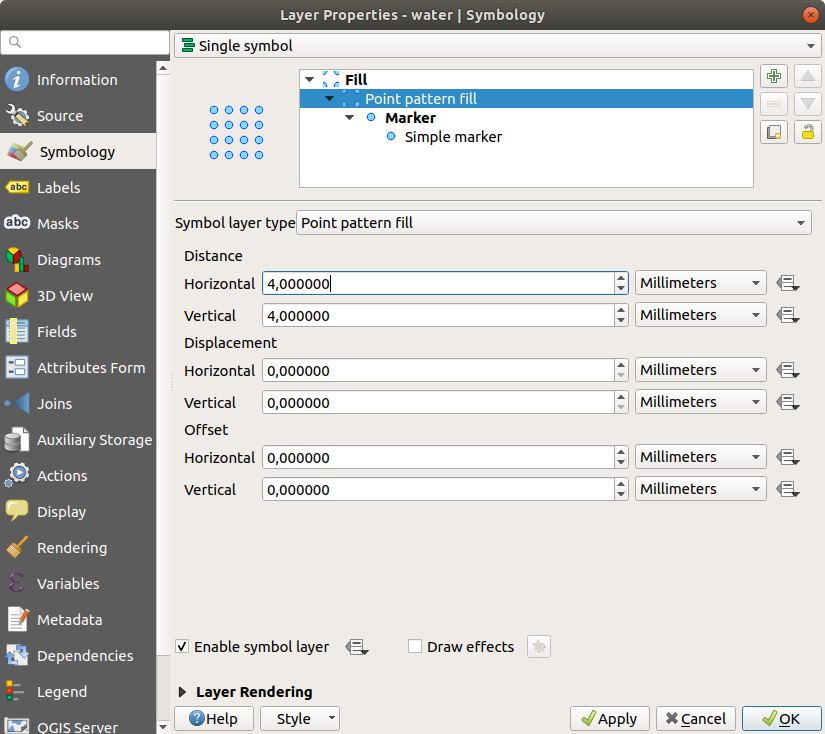 Layer Properties - water | Symbology
Single symbol
Information
Source
Symbology
Labels
Masks
Diagrams
3D View
Fields
Attributes Form
Joins
Auxiliary Storage
Actions
Display
Rendering
Variables
Metadata
Dependencies
Legend
QGIS Server
abc
abc
Fill
Point pattern fill
Marker
Simple marker
Symbol layer type Point pattern fill
Distance
Horizontal 4,000000 Millimeters
Vertical 4,000000 Millimeters
Displacement
Horizontal 0,000000 Millimeters
Vertical 0,000000 Millimeters
Offset
Horizontal 0,000000 Millimeters
Vertical 0,000000 Millimeters
Enable symbol layer Draw effects
Layer Rendering
Help Style Apply Cancel OK